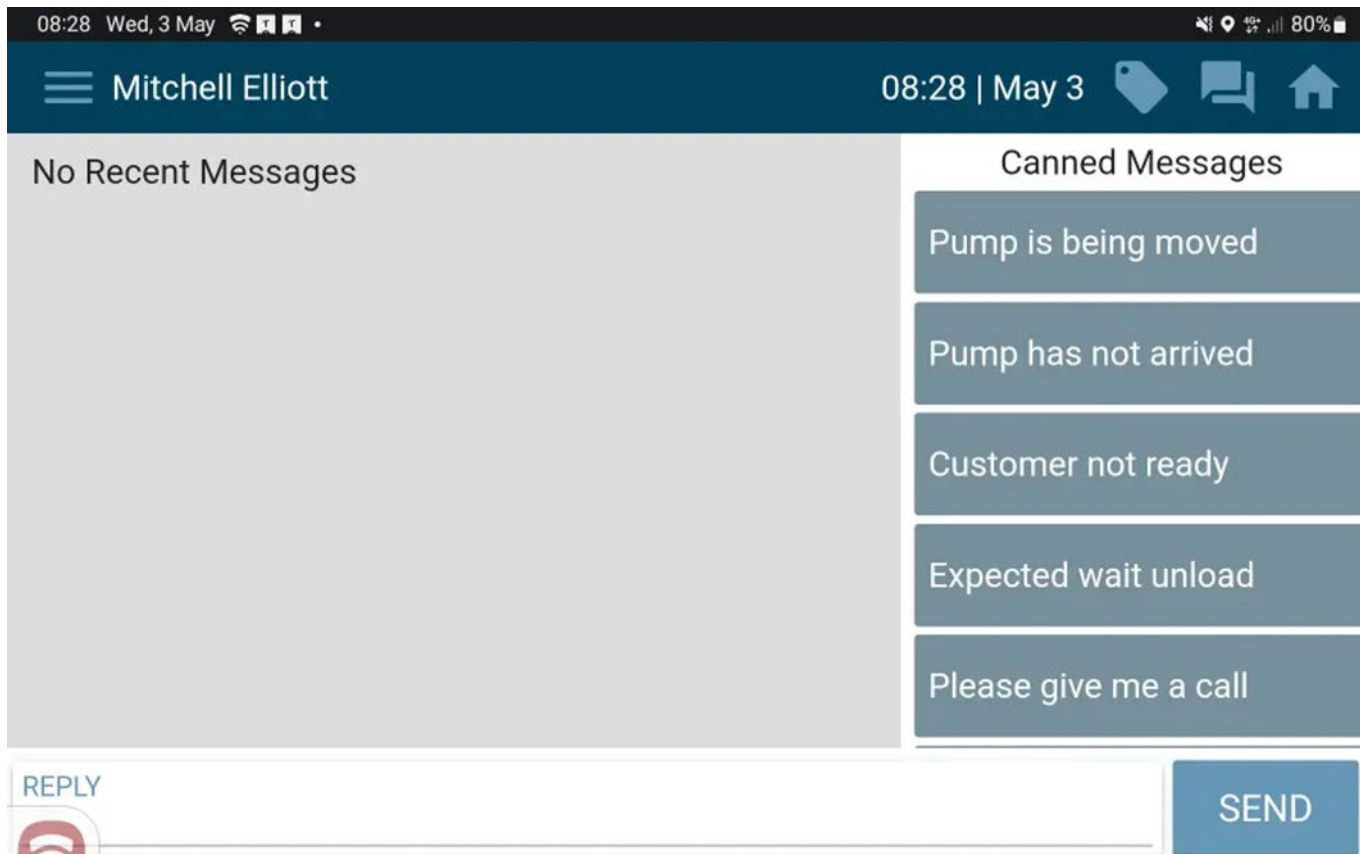 08:28 Wed, 3 May
80%
Mitchell Elliott
08:28 | May 3
No Recent Messages
Canned Messages
Pump is being moved
Pump has not arrived
Customer not ready
Expected wait unload
Please give me a call
REPLY
SEND